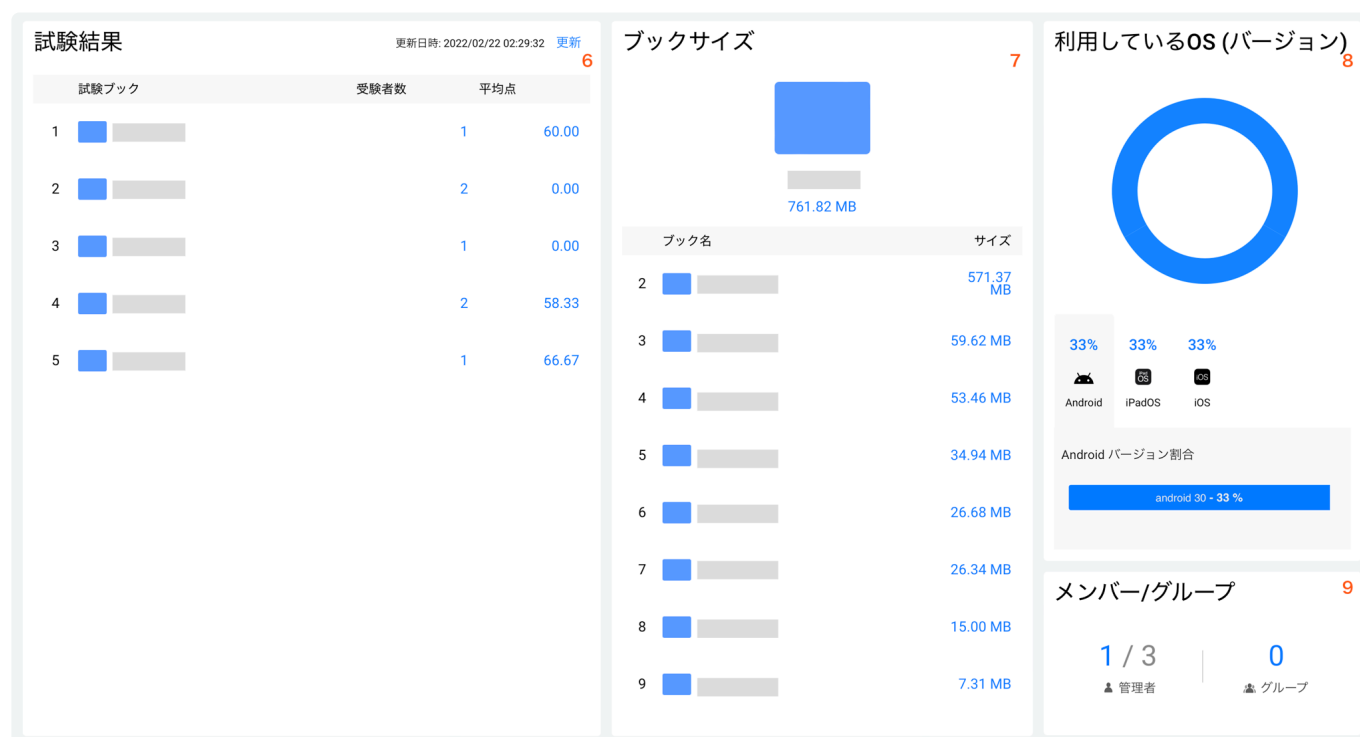 試験結果
更新日時: 2022/02/22 02:29:32 更新
6
試験ブック 受験者数 平均点
1 1 60.00
2 2 0.00
3 1 0.00
4 2 58.33
5 1 66.67
ブックサイズ
7
761.82 MB
ブック名 サイズ
2 571.37
MB
3 59.62 MB
4 53.46 MB
5 34.94 MB
6 26.68 MB
7 26.34 MB
8 15.00 MB
9 7.31 MB
利用しているOS (バージョン)
8
33% 33% 33%
iPad OS iOS
Android iPadOS iOS
Android バージョン割合
android 30 - 33 %
メンバー/グループ 9
1 / 3 0
管理者 グループ